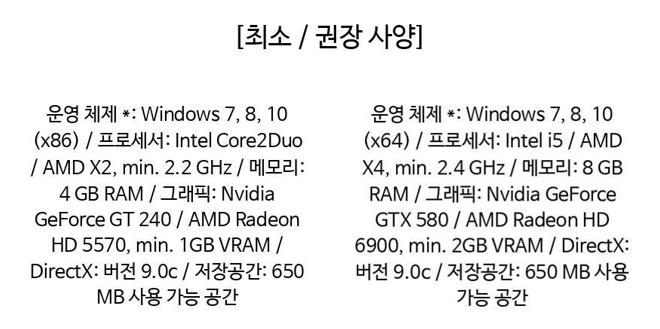 [최소 / 권장 사양]
운영 체제 *: Windows 7, 8, 10
(x86) / 프로세서: Intel Core2Duo
/ AMD X2, min. 2.2 GHz / 메모리:
4 GB RAM / 그래픽: Nvidia
GeForce GT 240 / AMD Radeon
HD 5570, min. 1GB VRAM /
DirectX: 버전 9.0c / 저장공간: 650
MB 사용 가능 공간
운영 체제 *: Windows 7, 8, 10
(x64) / 프로세서: Intel i5 / AMD
X4, min. 2.4 GHz / 메모리: 8 GB
RAM / 그래픽: Nvidia GeForce
GTX 580 / AMD Radeon HD
6900, min. 2GB VRAM / DirectX:
버전 9.0c / 저장공간: 650 MB 사용
가능 공간